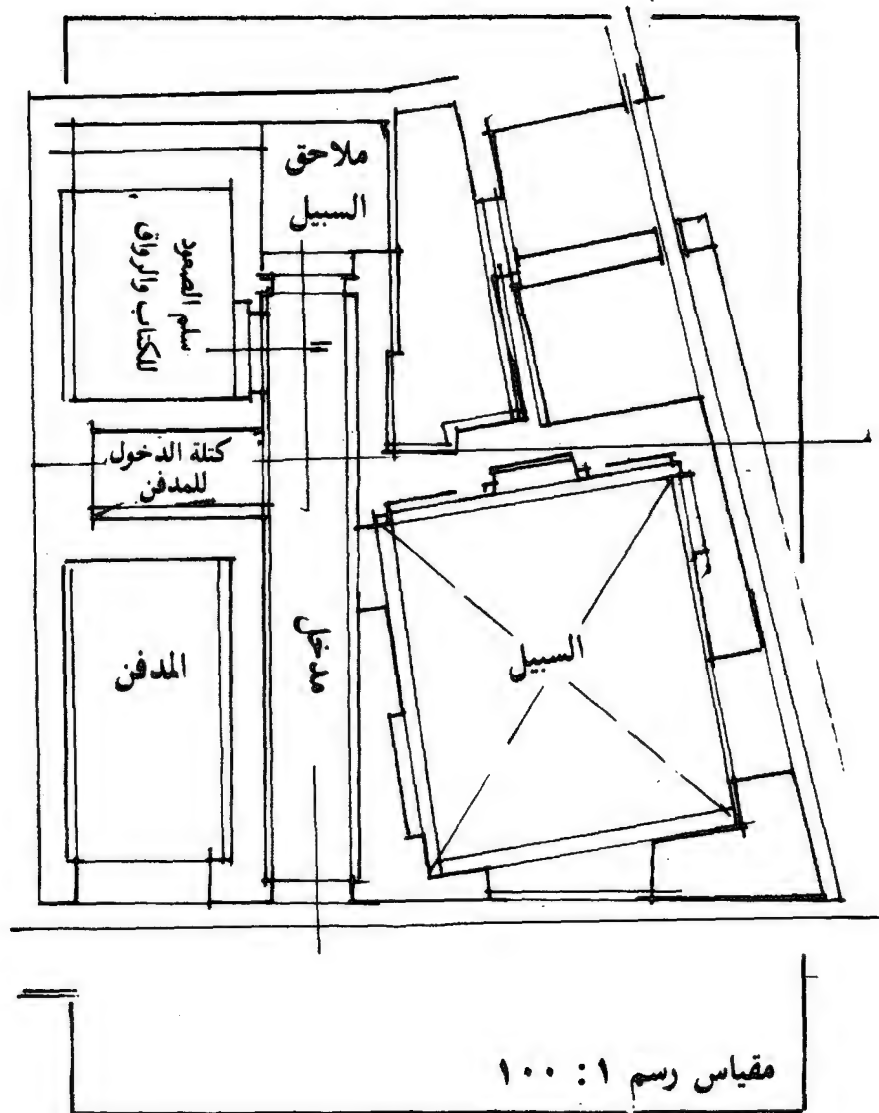 ملاحق
السبيل
سلم الصعود
للكتاب والرواق
كتلة الدخول
للمدفن
المدفن
مدخل
السبيل
مقياس رسم ١ : ١٠٠